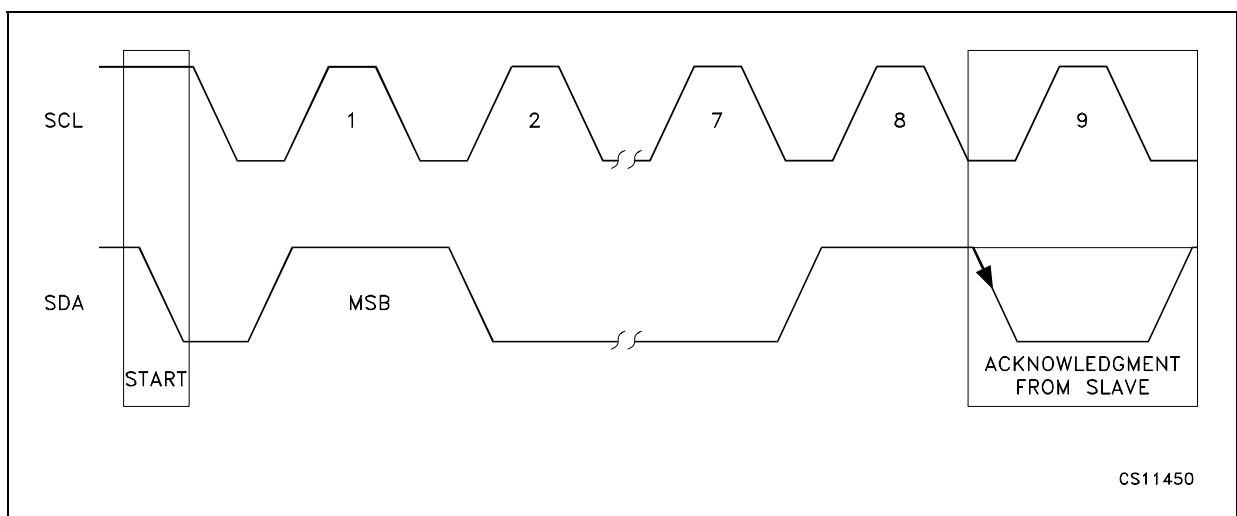 SCL 1 2 7 8 9
SDA MSB
START
ACKNOWLEDGMENT
FROM SLAVE
CS11450